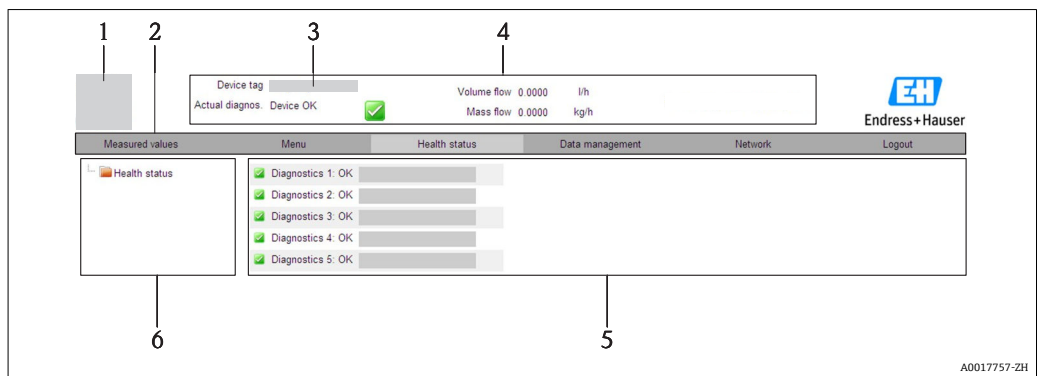 1 2 3 4
Device tag
Actual diagnos. Device OK
Volume flow 0.0000 l/h
Mass flow 0.0000 kg/h
EH
Endress+Hauser
Measured values Menu Health status Data management Network Logout
Health status
Diagnostics 1: OK
Diagnostics 2: OK
Diagnostics 3: OK
Diagnostics 4: OK
Diagnostics 5: OK
6 5
A0017757-ZH